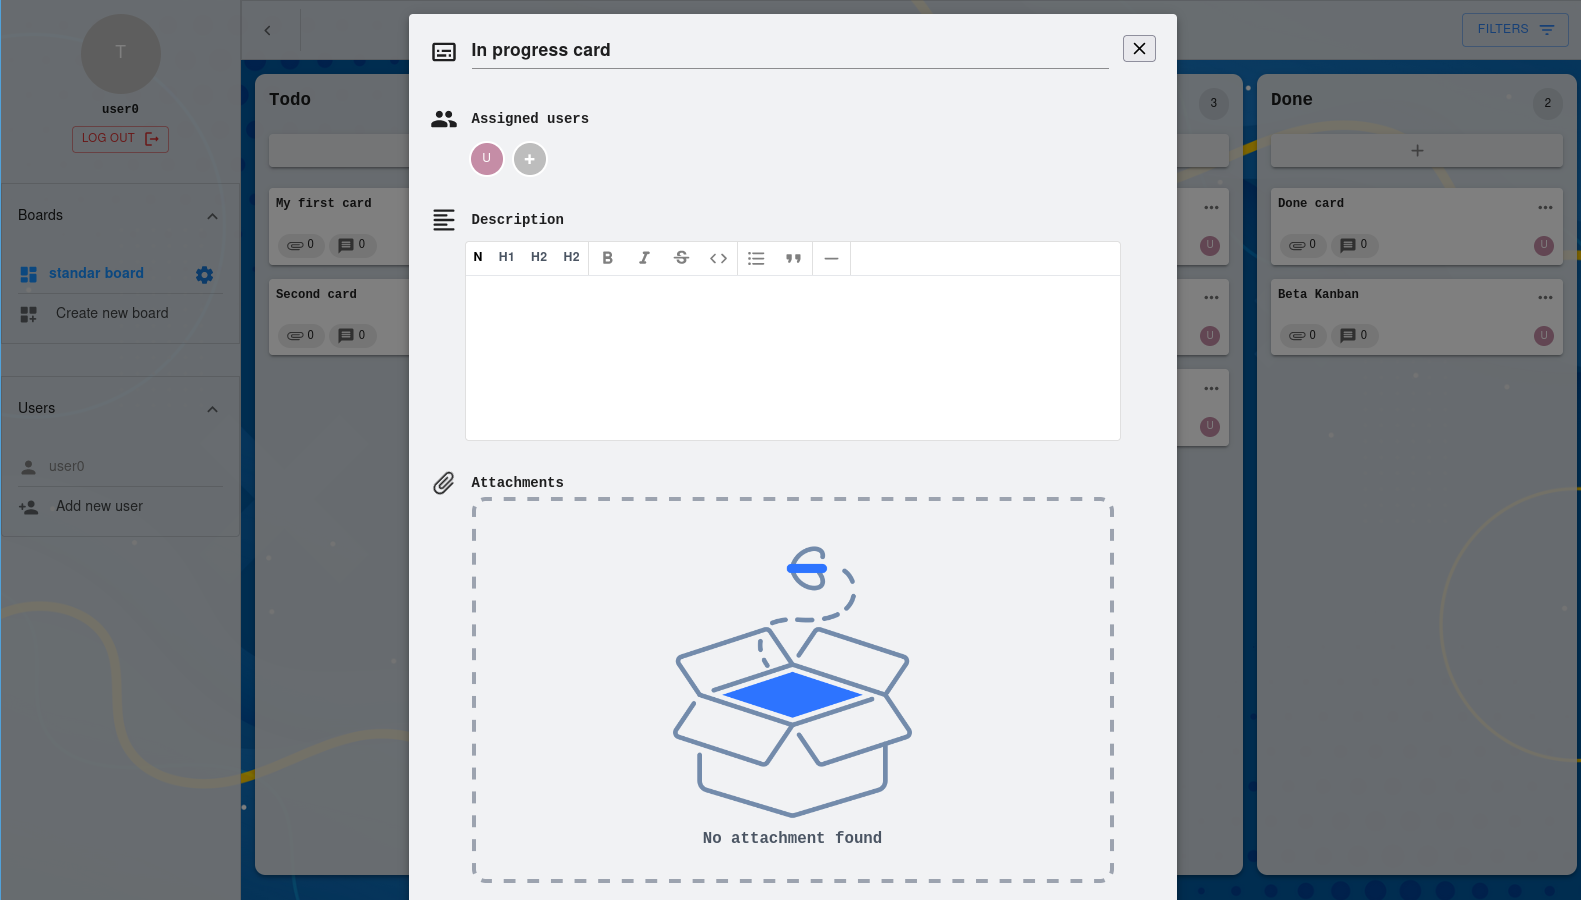 T
user0
LOG OUT
Boards
standar board
Create new board
Users
user0
Add new user
FILTERS
Todo
My first card
0 0
Second card
0 0
3
U
U
U
Done
2
+
Done card
0 0
U
Beta Kanban
0 0
U
In progress card
Assigned users
U +
Description
N H1 H2 H2 B I S <>
Attachments
No attachment found